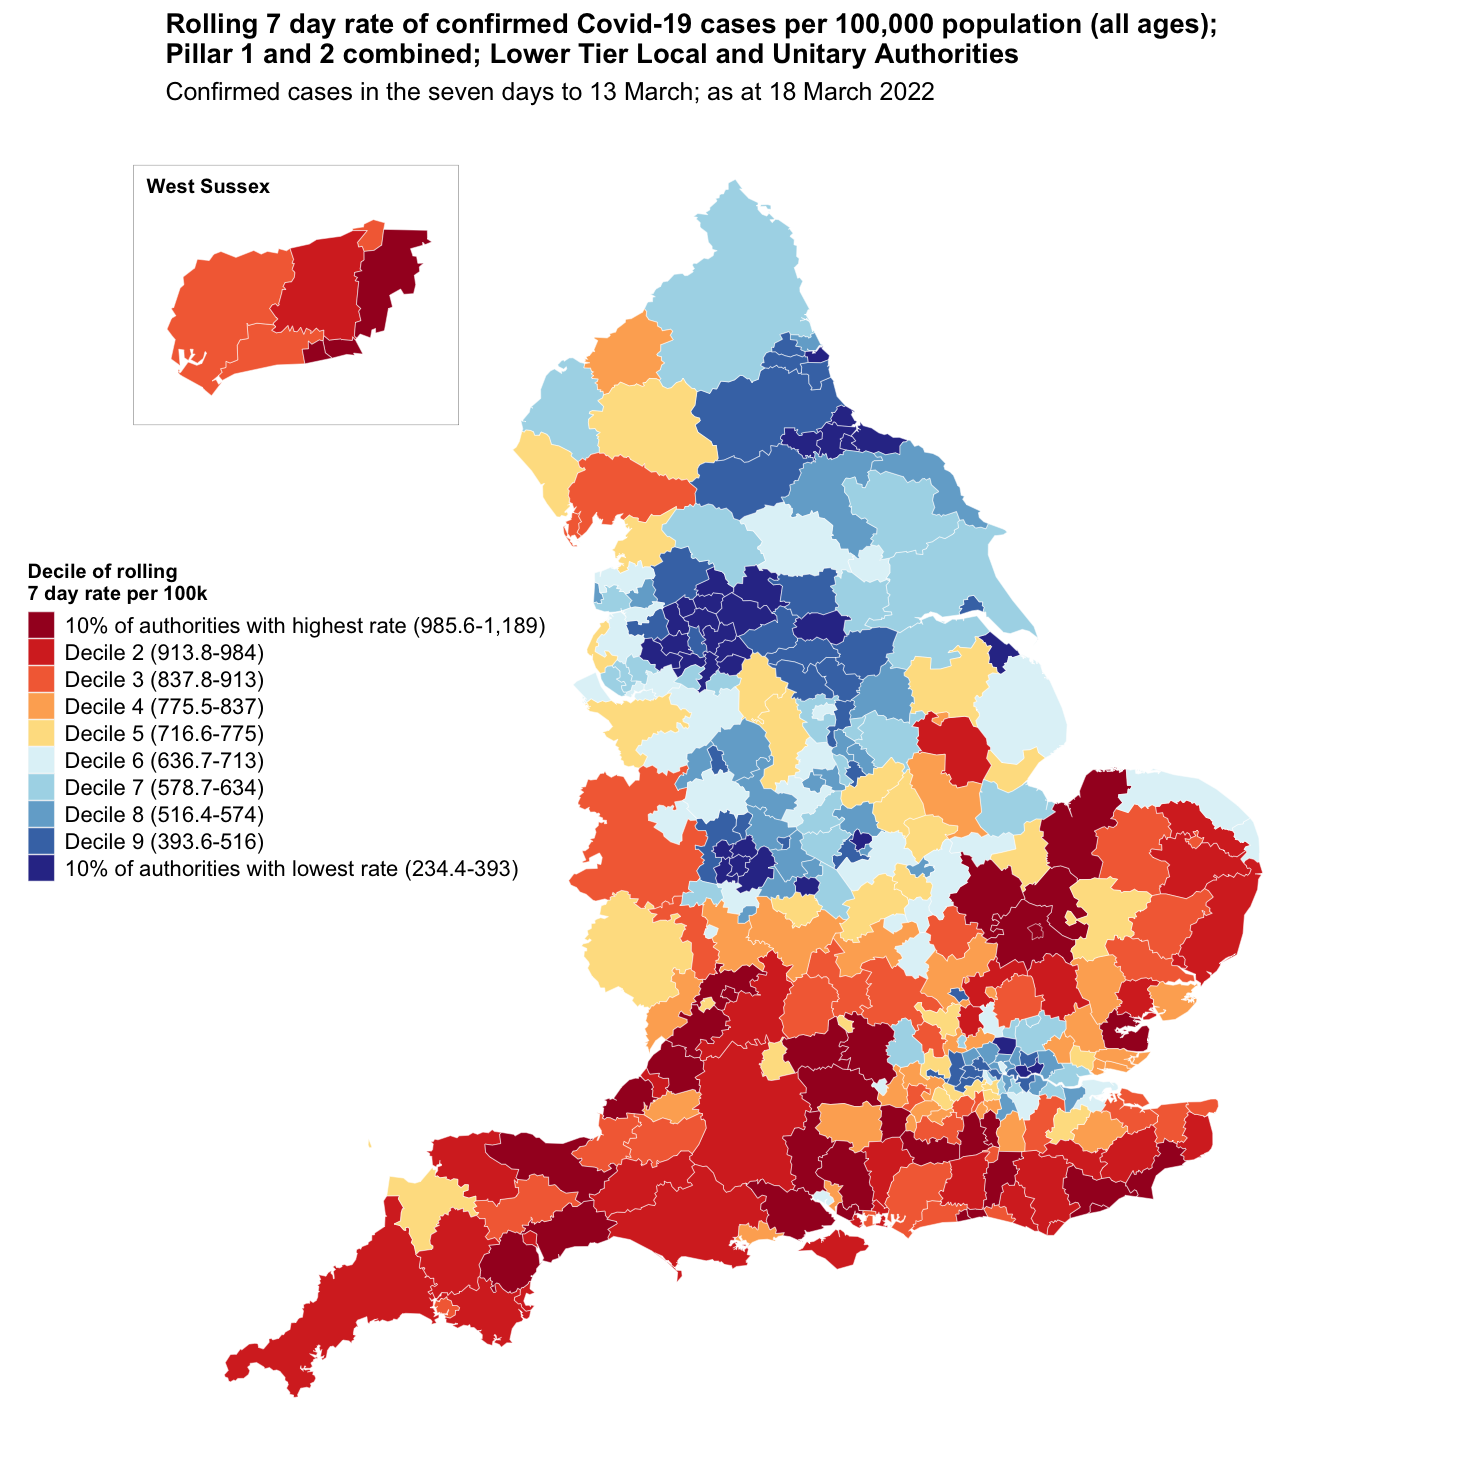 Rolling 7 day rate of confirmed Covid-19 cases per 100,000 population (all ages);
Pillar 1 and 2 combined; Lower Tier Local and Unitary Authorities
Confirmed cases in the seven days to 13 March; as at 18 March 2022
West Sussex
Decile of rolling
7 day rate per 100k
10% of authorities with highest rate (985.6-1,189)
Decile 2 (913.8-984)
Decile 3 (837.8-913)
Decile 4 (775.5-837)
Decile 5 (716.6-775)
Decile 6 (636.7-713)
Decile 7 (578.7-634)
Decile 8 (516.4-574)
Decile 9 (393.6-516)
10% of authorities with lowest rate (234.4-393)